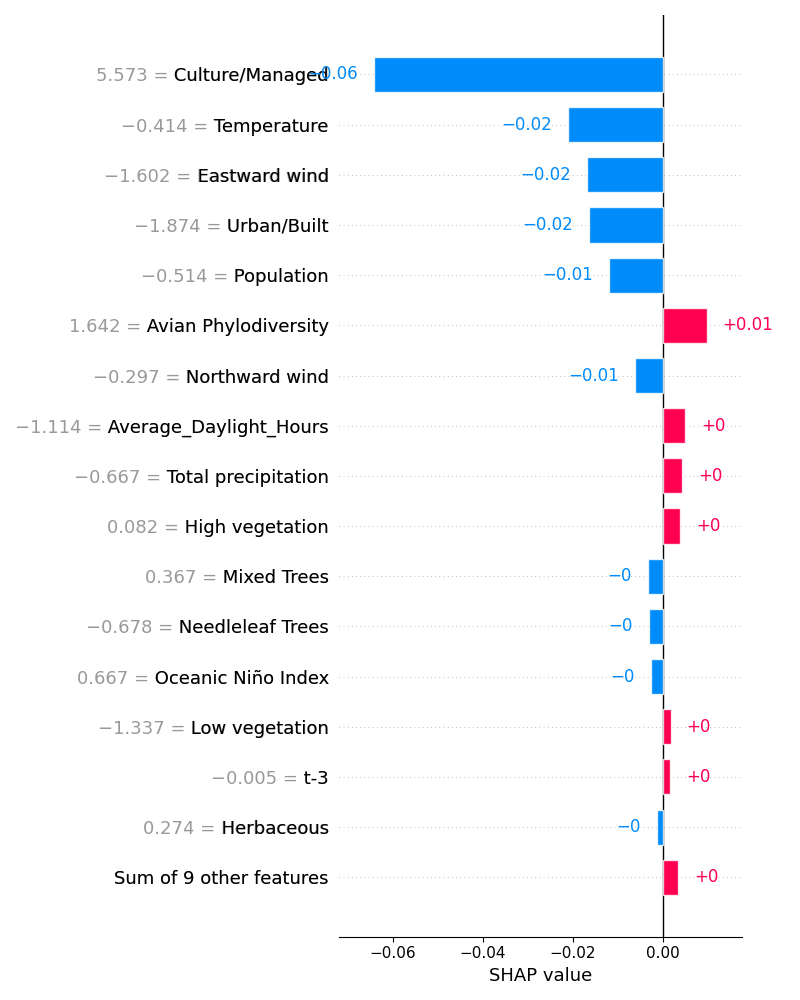 5.573 = Culture/Managed −0.06
−0.414 = Temperature −0.02
−1.602 = Eastward wind −0.02
−1.874 = Urban/Built −0.02
−0.514 = Population −0.01
1.642 = Avian Phylodiversity +0.01
−0.297 = Northward wind −0.01
−1.114 = Average_Daylight_Hours +0
−0.667 = Total precipitation +0
0.082 = High vegetation +0
0.367 = Mixed Trees −0
−0.678 = Needleleaf Trees −0
0.667 = Oceanic Niño Index −0
−1.337 = Low vegetation +0
−0.005 = t-3 +0
0.274 = Herbaceous −0
Sum of 9 other features +0
−0.06 −0.04 −0.02 0.00
SHAP value